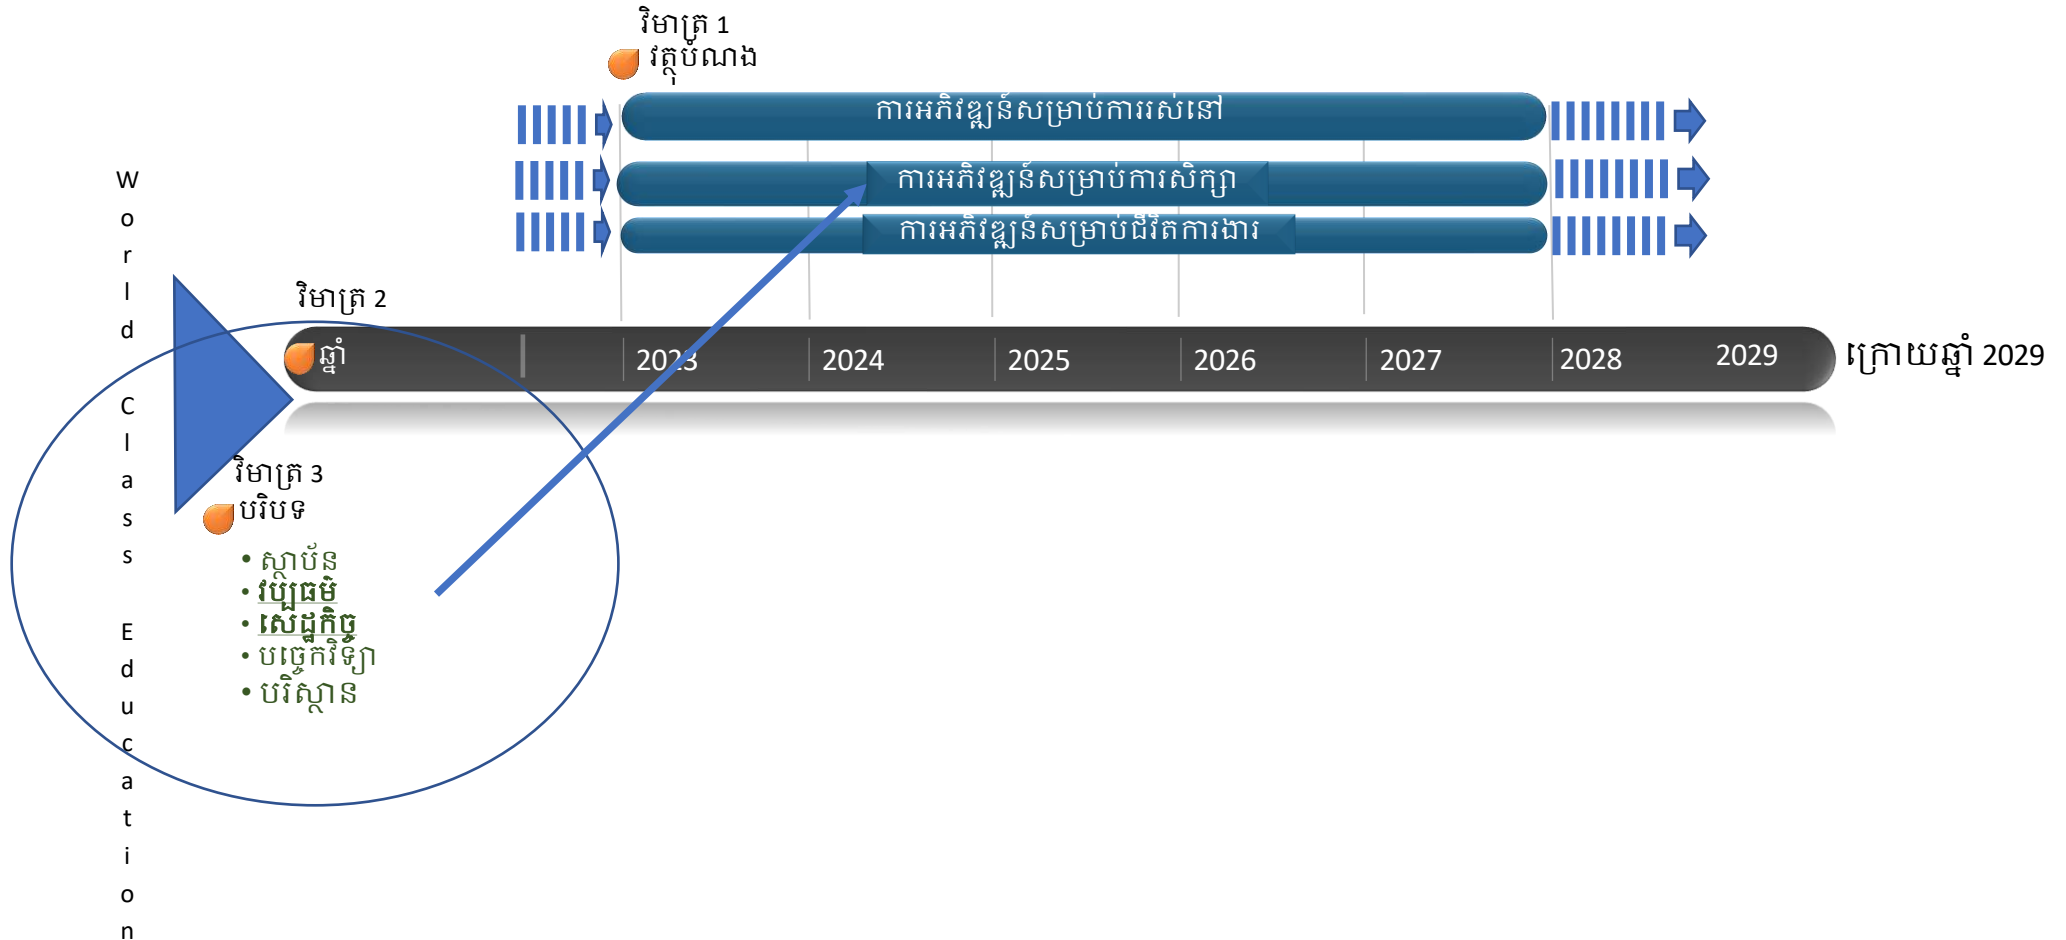 វិមាត្រ 1
វត្ថុបំណង
ការអភិវឌ្ឍន៍សម្រាប់ការរស់នៅ
ការអភិវឌ្ឍន៍សម្រាប់ការសិក្សា
ការអភិវឌ្ឍន៍សម្រាប់ជីវិតការងារ
World Class Education
វិមាត្រ 2
ឆ្នាំ 2023 2024 2025 2026 2027 2028 2029 ក្រោយឆ្នាំ 2029
វិមាត្រ 3
បរិបទ
• ស្ថាប័ន
• វប្បធម៌
• សេដ្ឋកិច្ច
• បច្ចេកវិទ្យា
• បរិស្ថាន